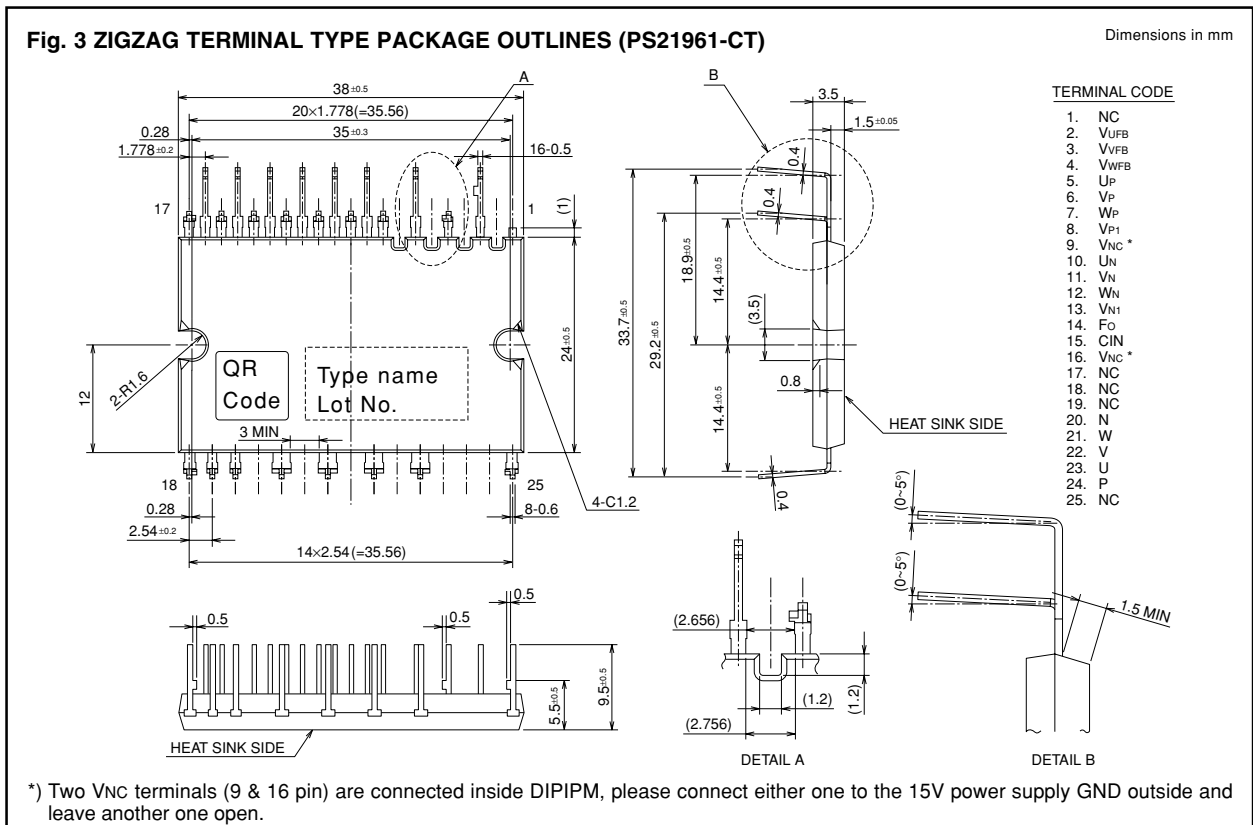 Fig. 3 ZIGZAG TERMINAL TYPE PACKAGE OUTLINES (PS21961-CT)
Dimensions in mm
A
38±0.5
20×1.778(=35.56)
0.28
35±0.3
1.778±0.2
16-0.5
17
1
(1)
24±0.5
12
2-R1.6
QR
Code
Type name
Lot No.
3 MIN
18
25
0.28
2.54±0.2
14×2.54(=35.56)
8-0.6
4-C1.2
B
3.5
1.5±0.05
0.4
0.4
33.7±0.5
29.2±0.5
18.9±0.5
14.4±0.5
(3.5)
14.4±0.5
0.8
HEAT SINK SIDE
0.4
TERMINAL CODE
1. NC
2. VUFB
3. VVFB
4. VWFB
5. UP
6. VP
7. WP
8. VP1
9. VNC *
10. UN
11. VN
12. WN
13. VN1
14. FO
15. CIN
16. VNC *
17. NC
18. NC
19. NC
20. N
21. W
22. V
23. U
24. P
25. NC
0.5
0.5
0.5
5.5±0.5
9.5±0.5
HEAT SINK SIDE
(2.656)
(1.2)
(1.2)
(2.756)
DETAIL A
(0~5°)
(0~5°)
1.5 MIN
DETAIL B
*) Two VNC terminals (9 & 16 pin) are connected inside DIPIPM, please connect either one to the 15V power supply GND outside and
leave another one open.